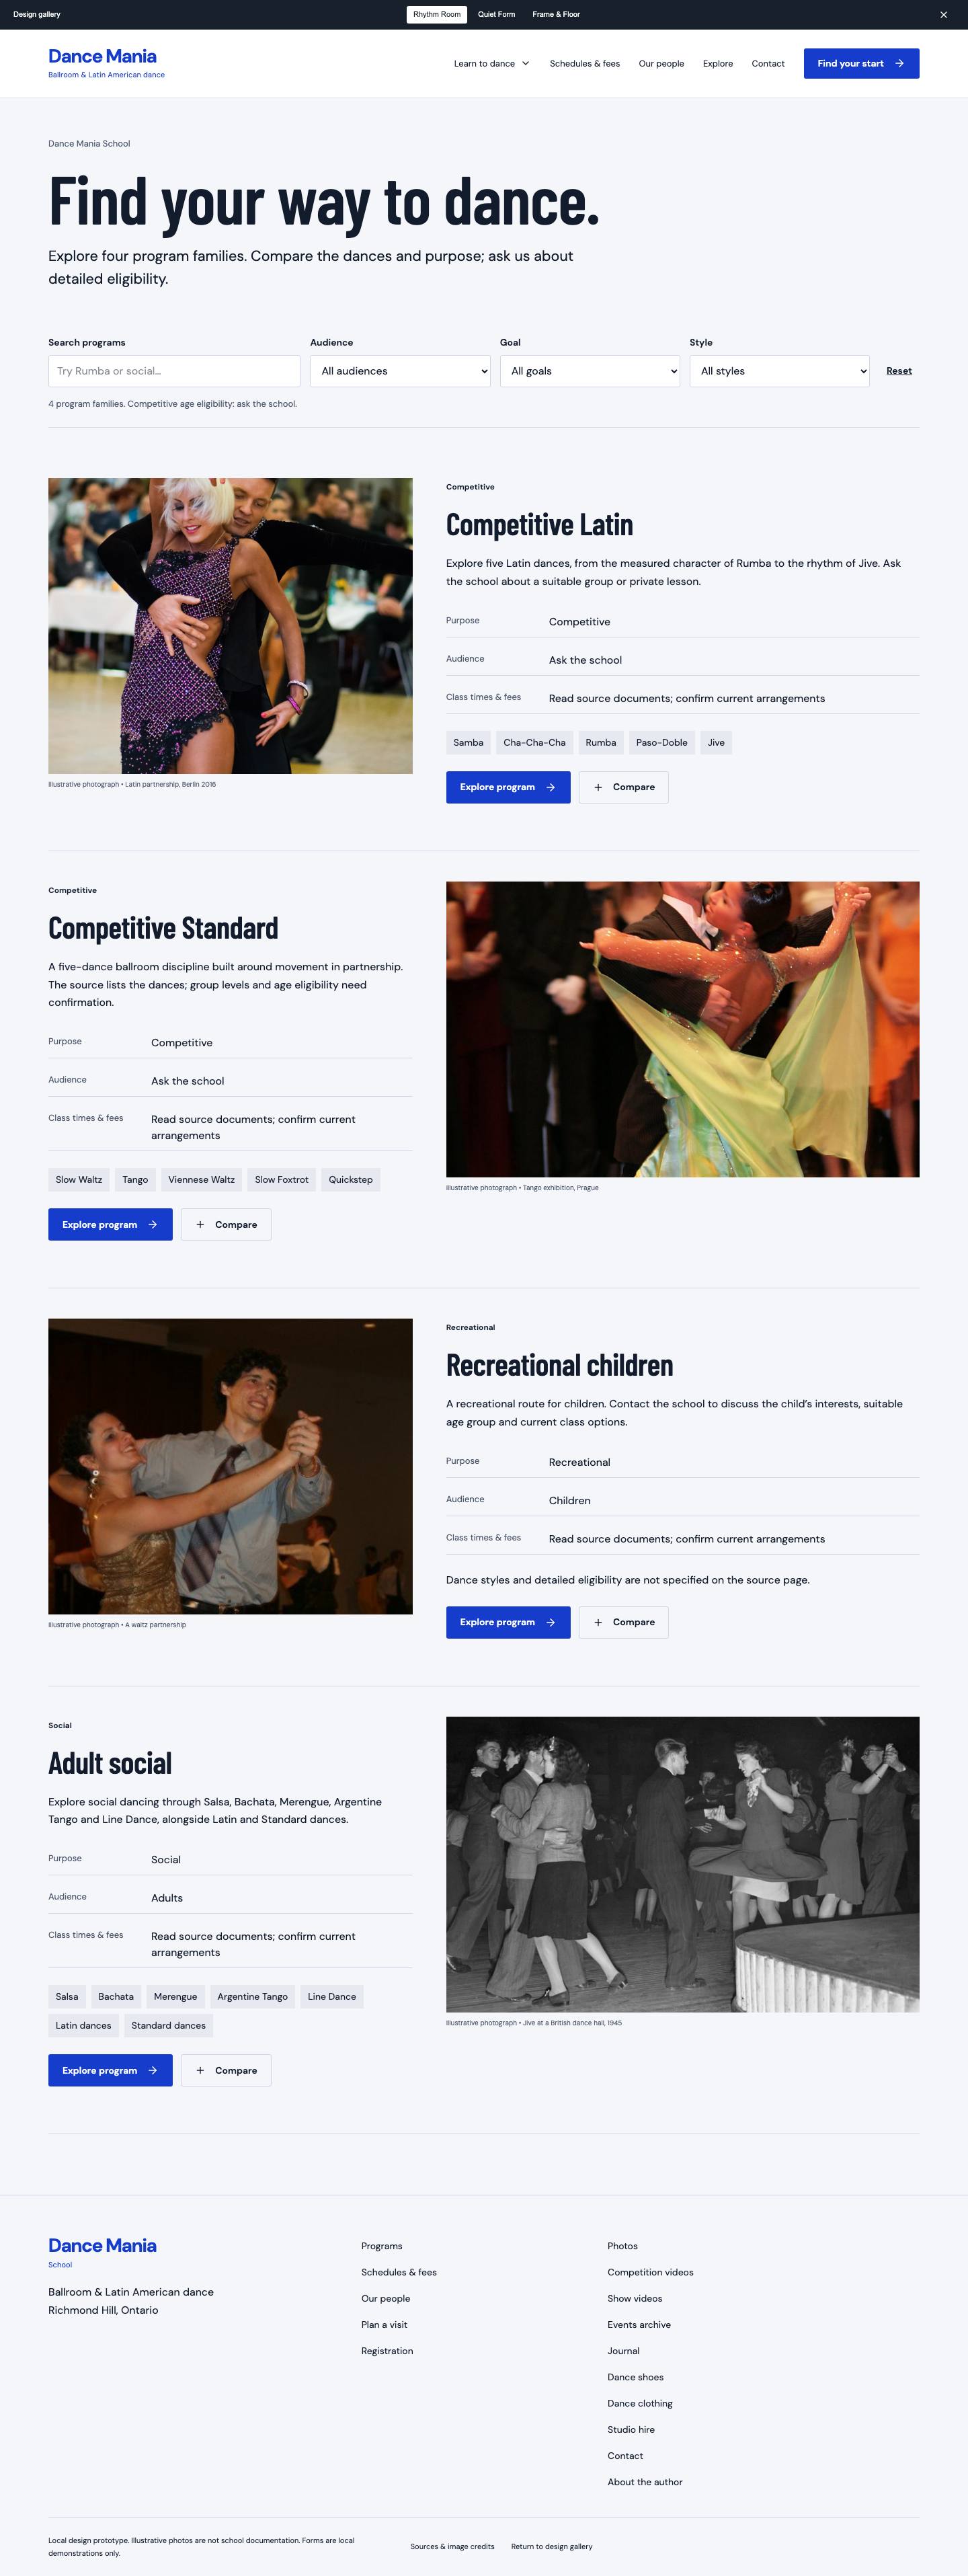 Design gallery
Rhythm Room
Quiet Form
Frame & Floor
Dance Mania
Ballroom & Latin American dance
Learn to dance
Schedules & fees
Our people
Explore
Contact
Find your start
Dance Mania School
Find your way to dance.
Explore four program families. Compare the dances and purpose; ask us about
detailed eligibility.
Search programs
Audience
Goal
Style
Try Rumba or social...
All audiences
All goals
All styles
Reset
4 program families. Competitive age eligibility: ask the school.
Competitive
Competitive Latin
Explore five Latin dances, from the measured character of Rumba to the rhythm of Jive. Ask
the school about a suitable group or private lesson.
Purpose
Competitive
Audience
Ask the school
Class times & fees
Read source documents; confirm current arrangements
Samba
Cha-Cha-Cha
Rumba
Paso-Doble
Jive
Explore program
Compare
Illustrative photograph • Latin partnership, Berlin 2016
Competitive
Competitive Standard
A five-dance ballroom discipline built around movement in partnership.
The source lists the dances; group levels and age eligibility need
confirmation.
Purpose
Competitive
Audience
Ask the school
Class times & fees
Read source documents; confirm current
arrangements
Slow Waltz
Tango
Viennese Waltz
Slow Foxtrot
Quickstep
Explore program
Compare
Illustrative photograph • Tango exhibition, Prague
Recreational
Recreational children
A recreational route for children. Contact the school to discuss the child's interests, suitable
age group and current class options.
Purpose
Recreational
Audience
Children
Class times & fees
Read source documents; confirm current arrangements
Dance styles and detailed eligibility are not specified on the source page.
Explore program
Compare
Illustrative photograph • A waltz partnership
Social
Adult social
Explore social dancing through Salsa, Bachata, Merengue, Argentine
Tango and Line Dance, alongside Latin and Standard dances.
Purpose
Social
Audience
Adults
Class times & fees
Read source documents; confirm current
arrangements
Salsa
Bachata
Merengue
Argentine Tango
Line Dance
Latin dances
Standard dances
Explore program
Compare
Illustrative photograph • Jive at a British dance hall, 1945
Dance Mania
School
Ballroom & Latin American dance
Richmond Hill, Ontario
Programs
Schedules & fees
Our people
Plan a visit
Registration
Photos
Competition videos
Show videos
Events archive
Journal
Dance shoes
Dance clothing
Studio hire
Contact
About the author
Local design prototype. Illustrative photos are not school documentation. Forms are local
demonstrations only.
Sources & image credits
Return to design gallery